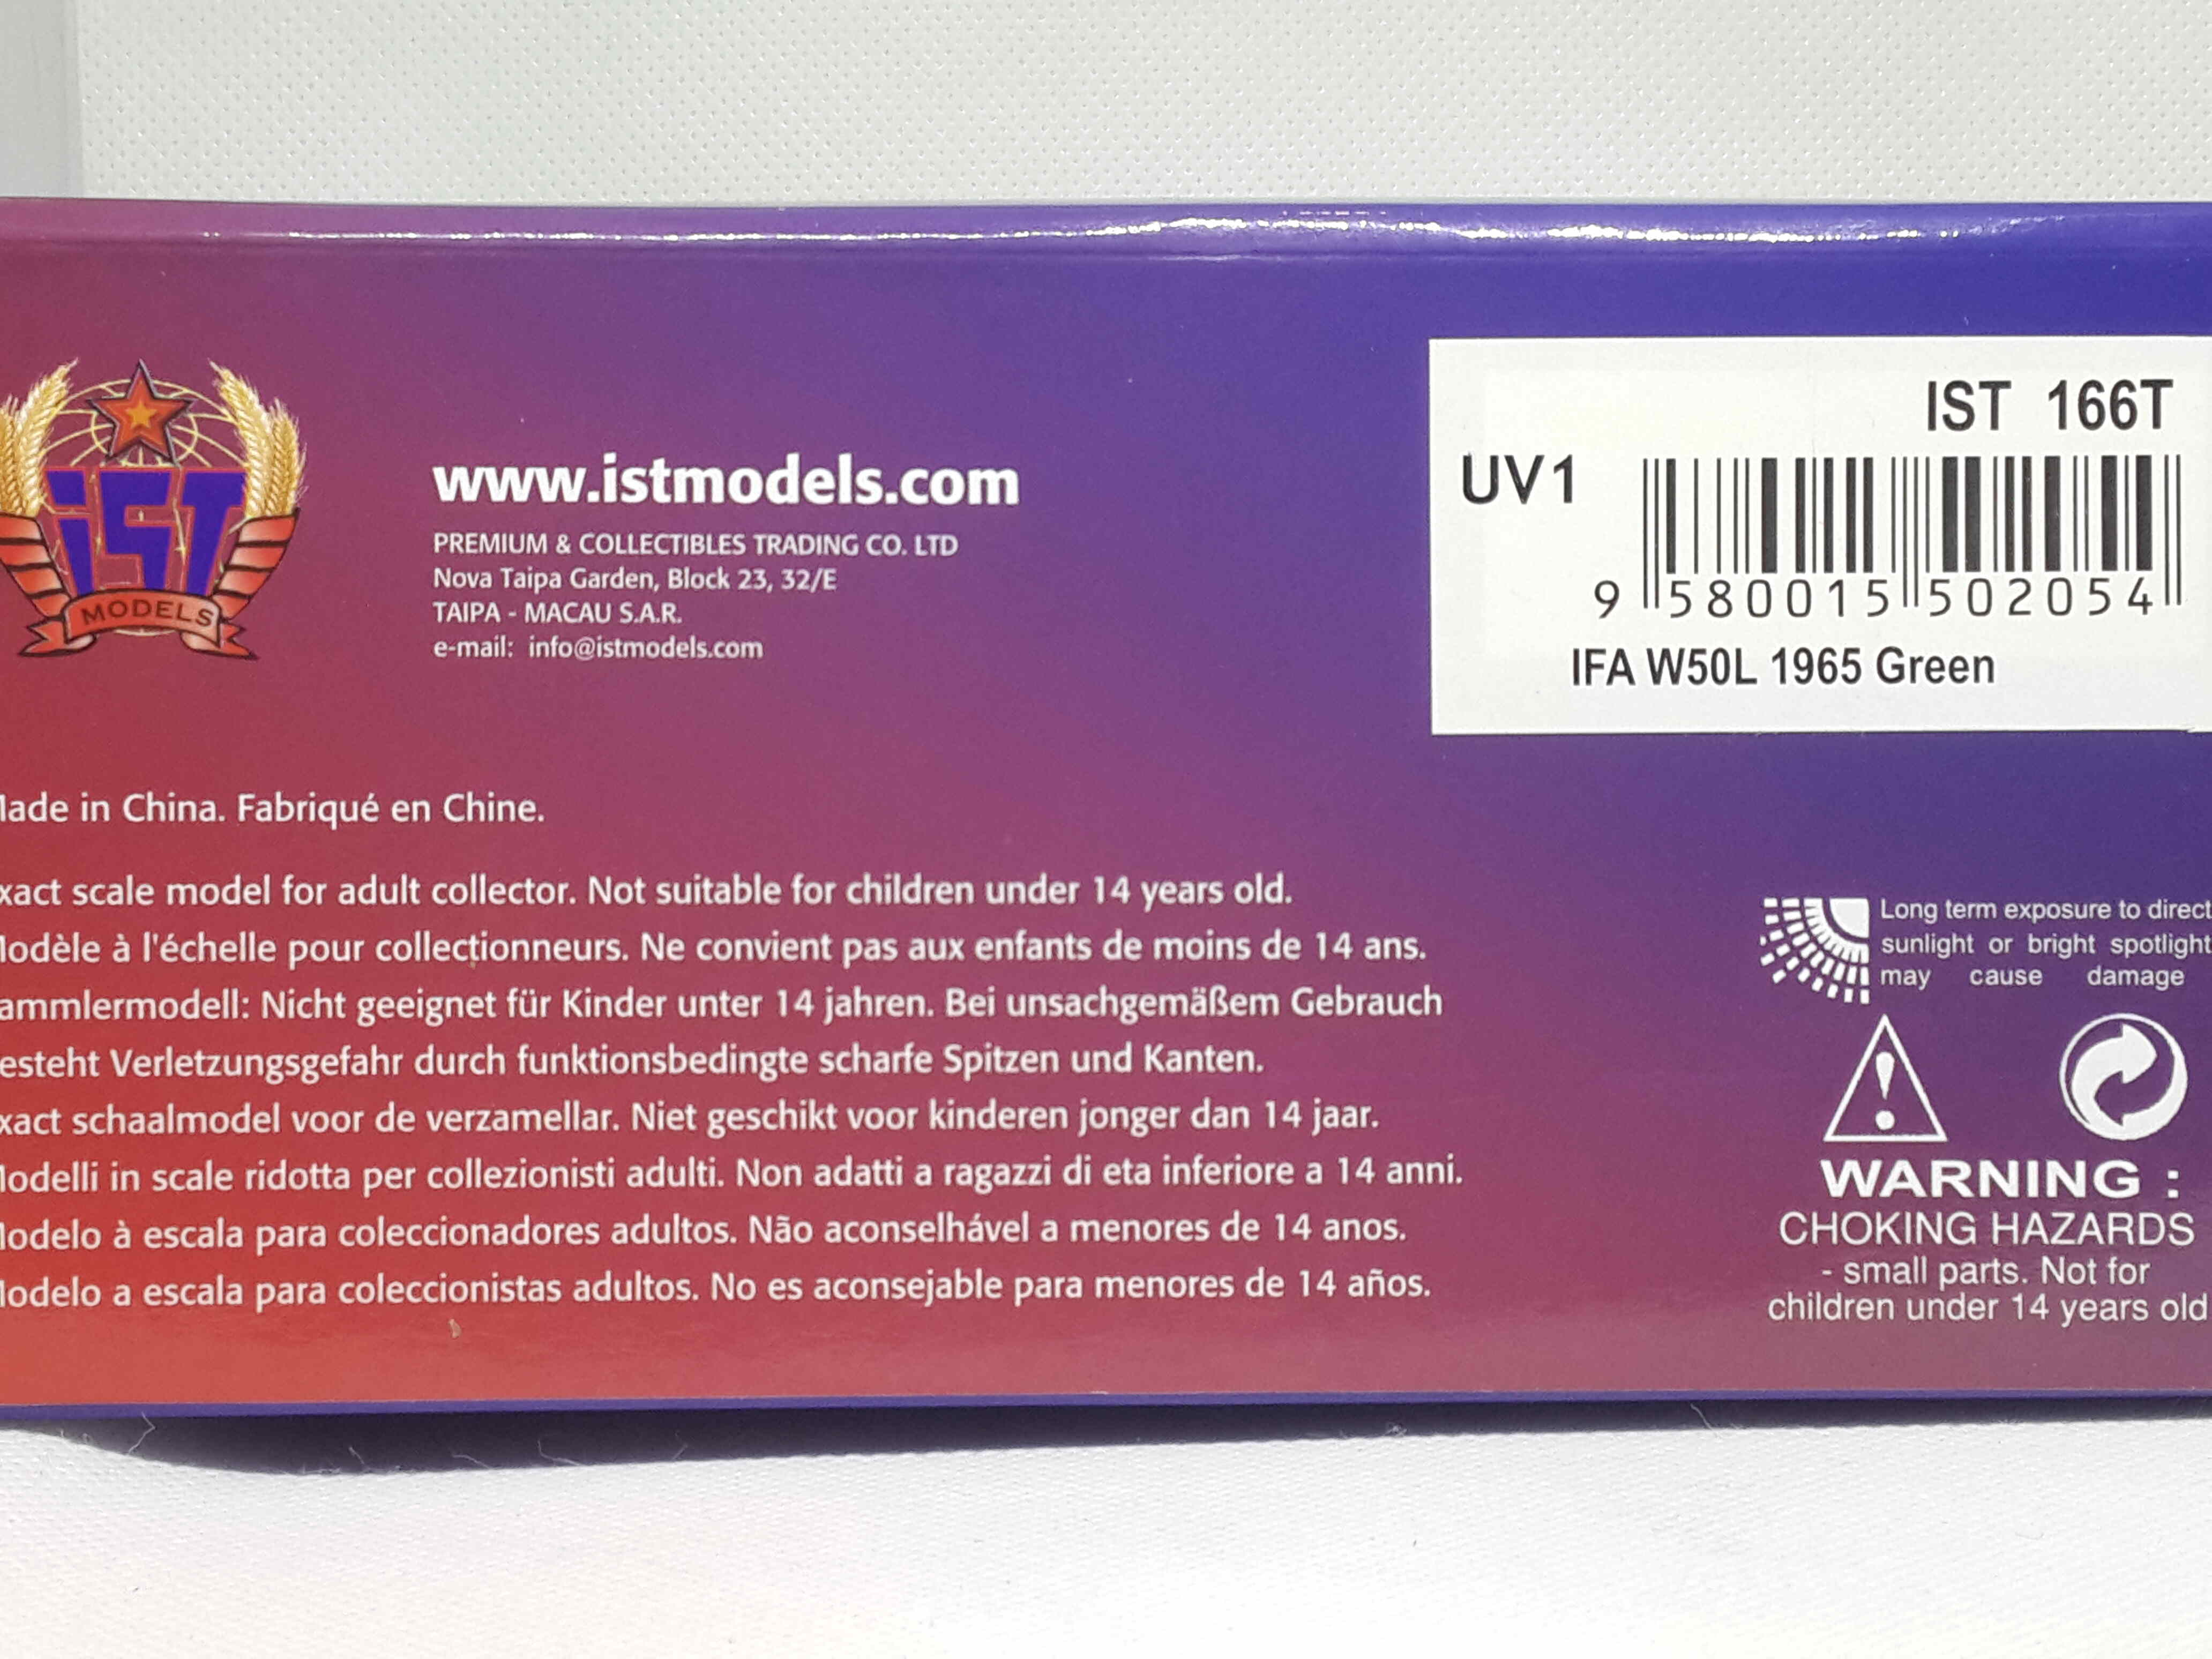 iST
MODELS
www.istmodels.com
PREMIUM & COLLECTIBLES TRADING CO. LTD
Nova Taipa Garden, Block 23, 32/E
TAIPA - MACAU S.A.R.
e-mail: info@istmodels.com
IST 166T
UV1
9 580015 502054
IFA W50L 1965 Green
lade in China. Fabriqué en Chine.
xact scale model for adult collector. Not suitable for children under 14 years old.
lodèle à l'échelle pour collecționneurs. Ne convient pas aux enfants de moins de 14 ans.
ammlermodell: Nicht geeignet für Kinder unter 14 jahren. Bei unsachgemäßem Gebrauch
esteht Verletzungsgefahr durch funktionsbedingte scharfe Spitzen und Kanten.
xact schaalmodel voor de verzamellar. Niet geschikt voor kinderen jonger dan 14 jaar.
lodelli in scale ridotta per collezionisti adulti. Non adatti a ragazzi di eta inferiore a 14 anni.
lodelo à escala para coleccionadores adultos. Não aconselhável a menores de 14 anos.
lodelo a escala para coleccionistas adultos. No es aconsejable para menores de 14 años.
Long term exposure to direct
sunlight or bright spotlight
may cause damage
WARNING :
CHOKING HAZARDS
- small parts. Not for
children under 14 years old